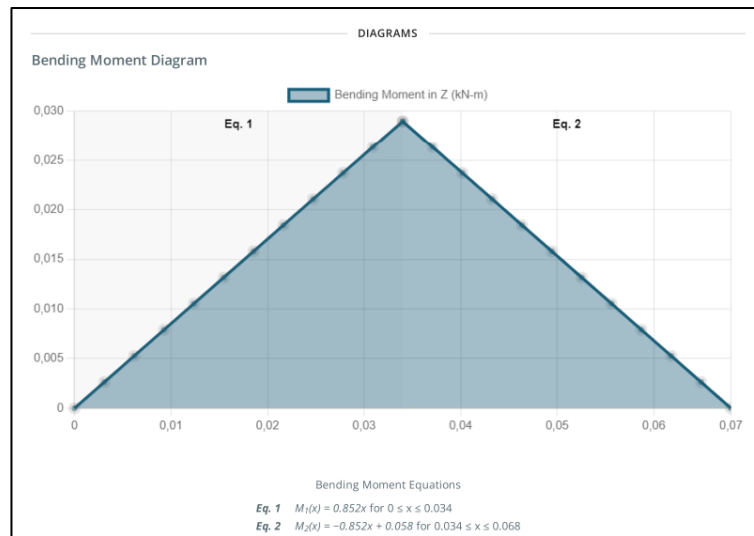 DIAGRAMS
Bending Moment Diagram
Bending Moment in Z (kN-m)
0,030
Eq. 1
Eq. 2
0,025
0,020
0,015
0,010
0,005
0
0
0,01
0,02
0,03
0,04
0,05
0,06
0,07
Bending Moment Equations
Eq. 1 M₁(x) = 0.852x for 0 ≤ x ≤ 0.034
Eq. 2 M₂(x) = −0.852x + 0.058 for 0.034 ≤ x ≤ 0.068